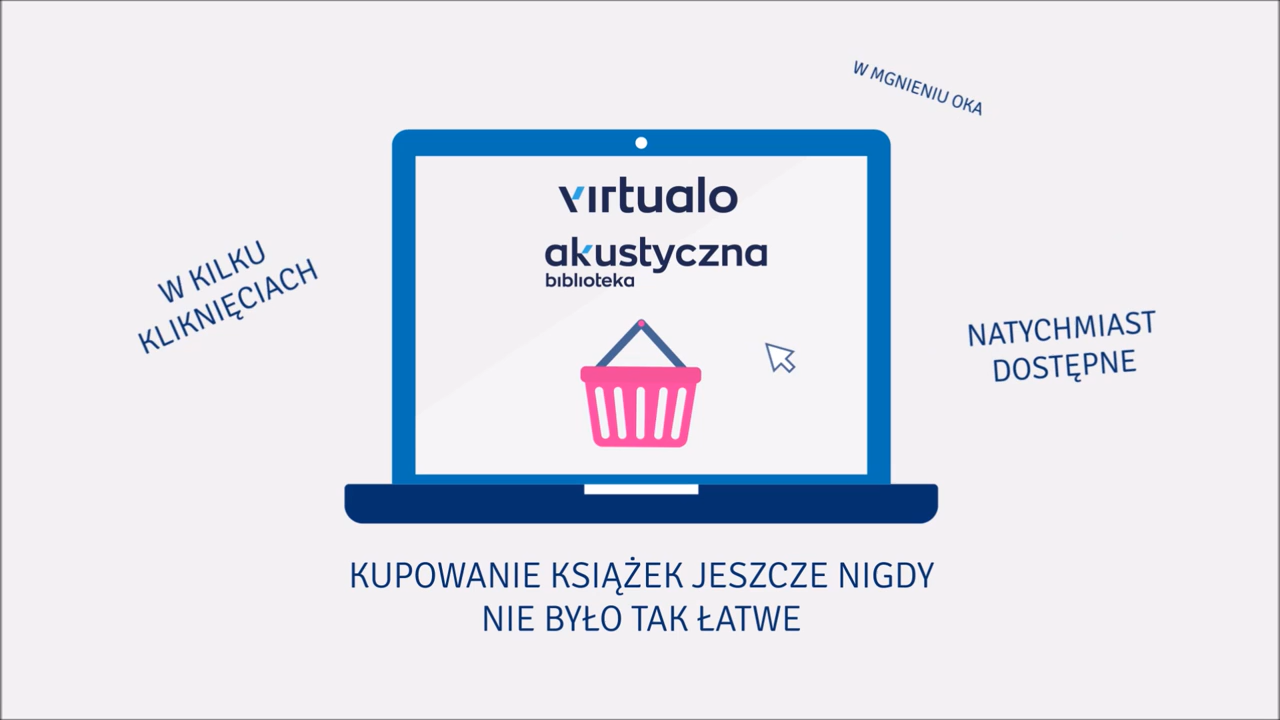 W MGNIENIU OKA
virtualo
akustyczna
biblioteka
W KILKU
KLIKNIĘCIACH
NATYCHMIAST
DOSTĘPNE
KUPOWANIE KSIĄŻEK JESZCZE NIGDY
NIE BYŁO TAK ŁATWE